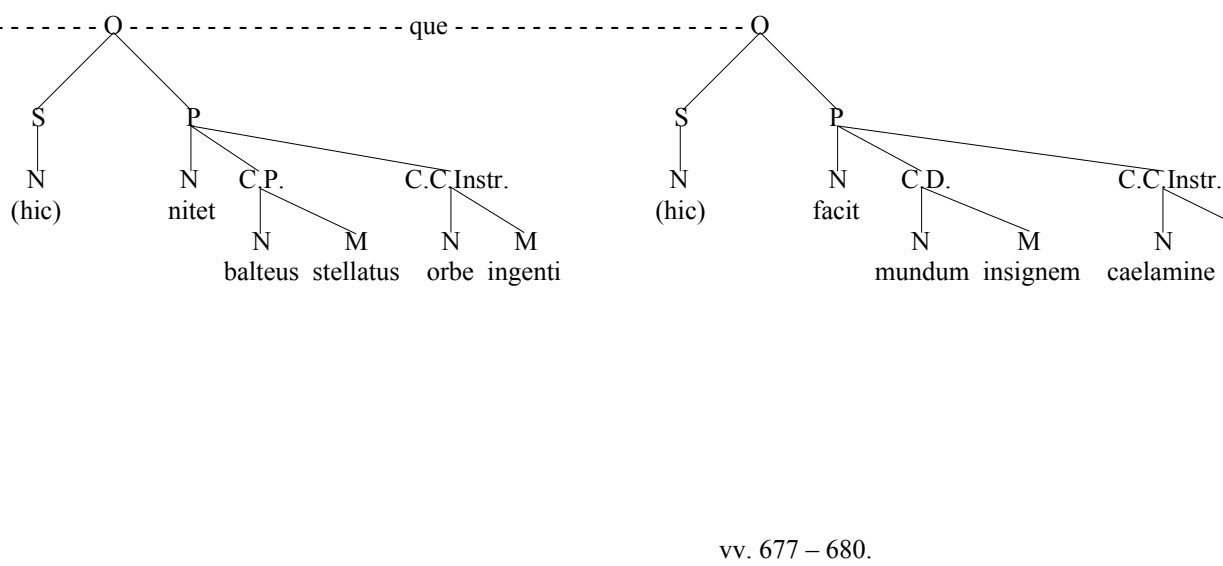 O que O
S P S P
N N C.P. C.C.Instr. N N C.D. C.C.Instr.
(hic) nitet (hic) facit
N M N M N M N
balteus stellatus orbe ingenti mundum insignem caelamine
vv. 677 – 680.